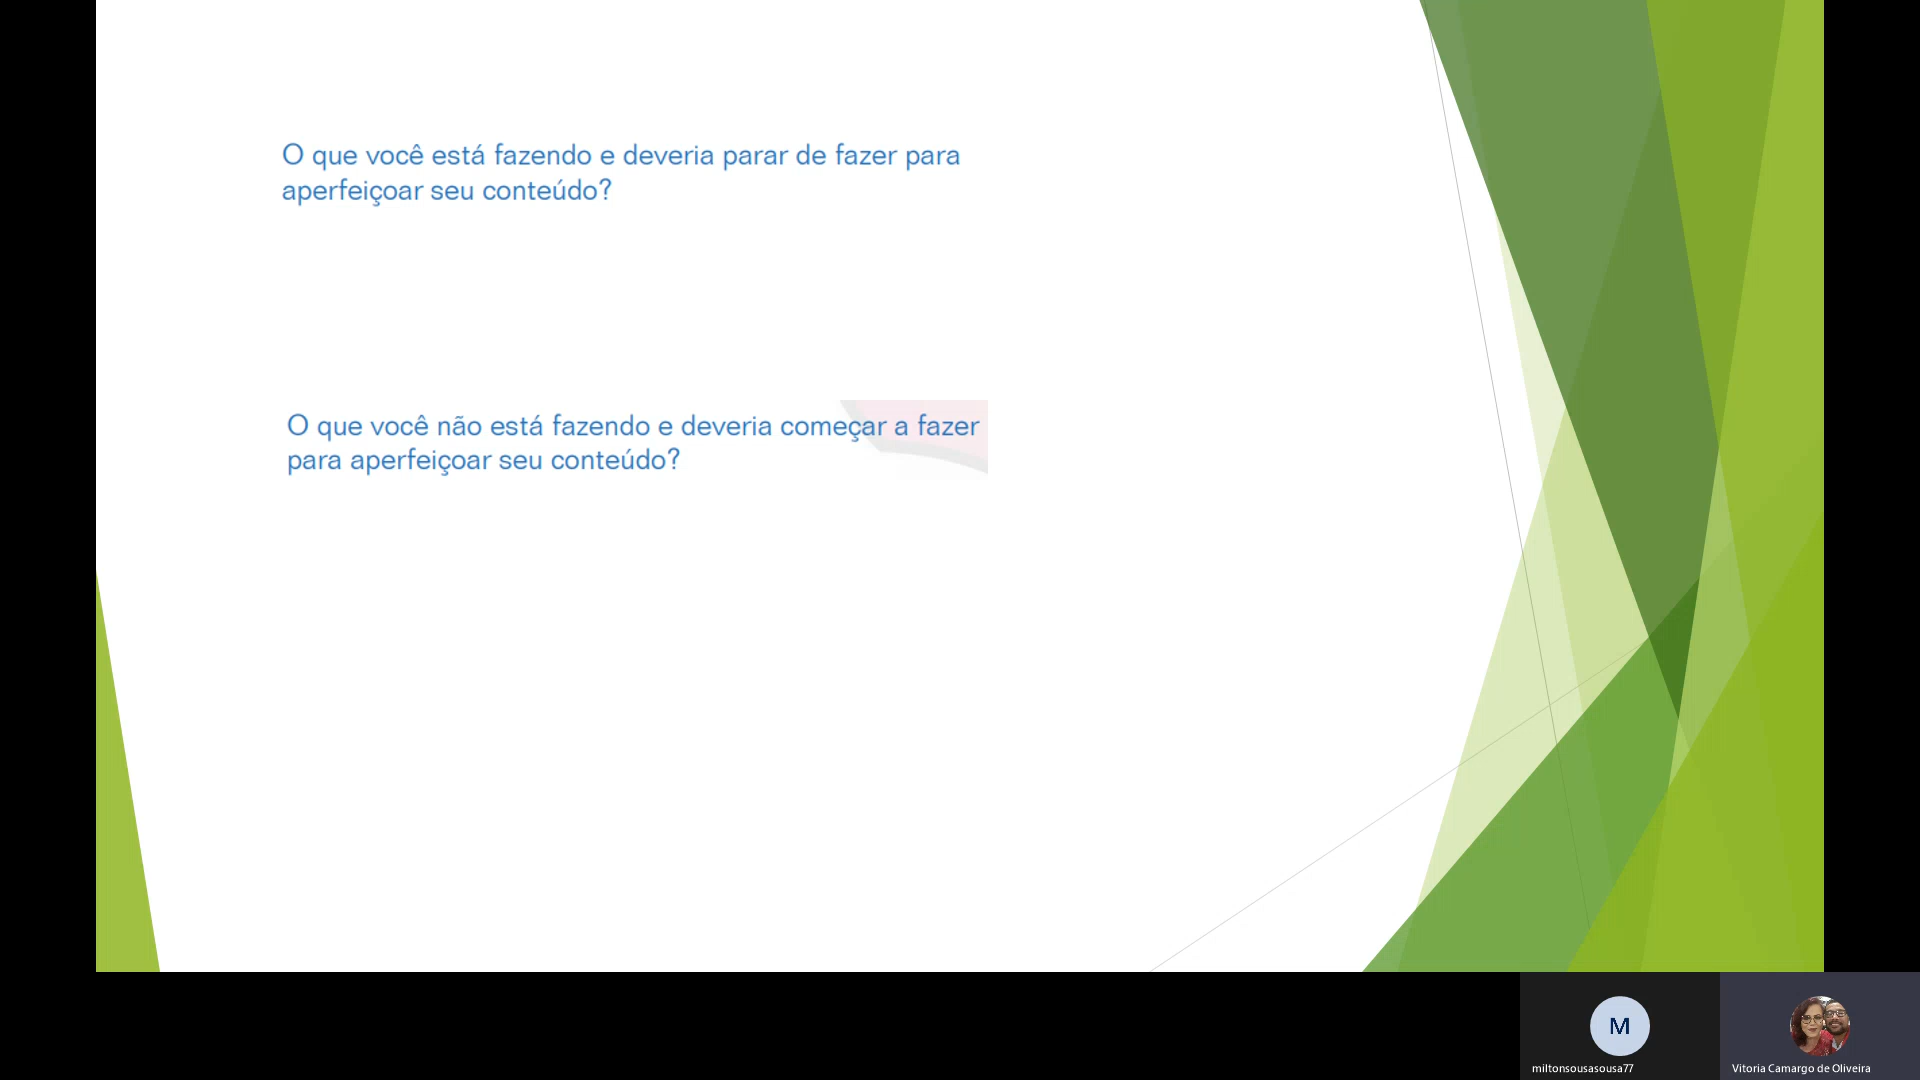 O que você está fazendo e deveria parar de fazer para
aperfeiçoar seu conteúdo?
O que você não está fazendo e deveria começar a fazer
para aperfeiçoar seu conteúdo?
M
miltonsousasousa77
Vitoria Camargo de Oliveira